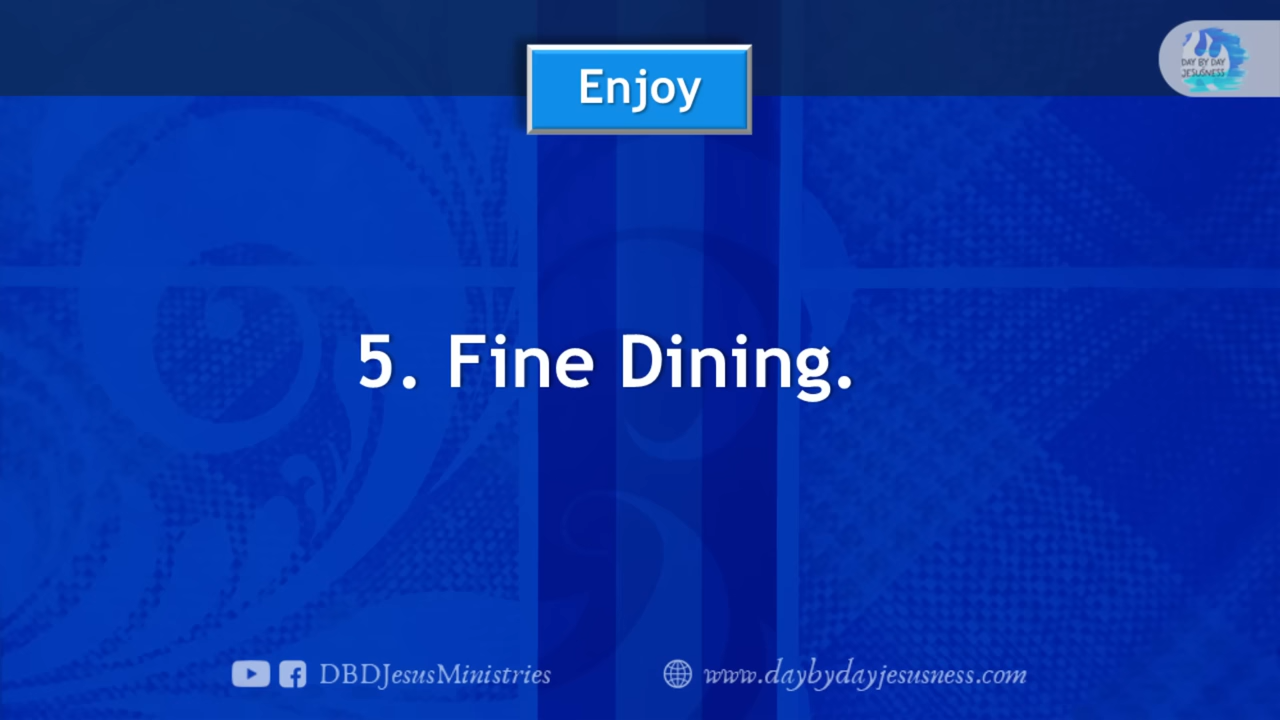 Enjoy
DAY BY DAY
JESUSNESS
5. Fine Dining.
DBDJesusMinistries
www.daybydayjesusness.com